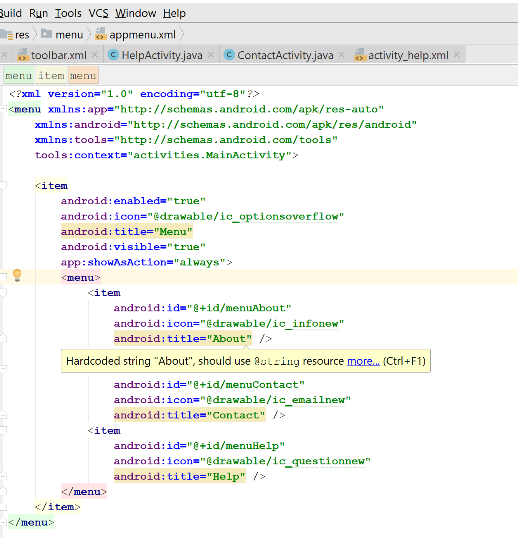 Build Run Tools VCS Window Help
res menu appmenu.xml
toolbar.xml HelpActivity.java ContactActivity.java activity_help.xml
menu item menu
<?xml version="1.0" encoding="utf-8"?>
<menu xmlns:app="http://schemas.android.com/apk/res-auto"
xmlns:android="http://schemas.android.com/apk/res/android"
xmlns:tools="http://schemas.android.com/tools"
tools:context="activities.MainActivity">
<item
android:enabled="true"
android:icon="@drawable/ic_optionsoverflow"
android:title="Menu"
android:visible="true"
app:showAsAction="always">
<menu>
<item
android:id="@+id/menuAbout"
android:icon="@drawable/ic_infonew"
android:title="About" />
Hardcoded string "About", should use @string resource more... (Ctrl+F1)
android:id="@+id/menuContact"
android:icon="@drawable/ic_emailnew"
android:title="Contact" />
<item
android:id="@+id/menuHelp"
android:icon="@drawable/ic_questionnew"
android:title="Help" />
</menu>
</item>
</menu>